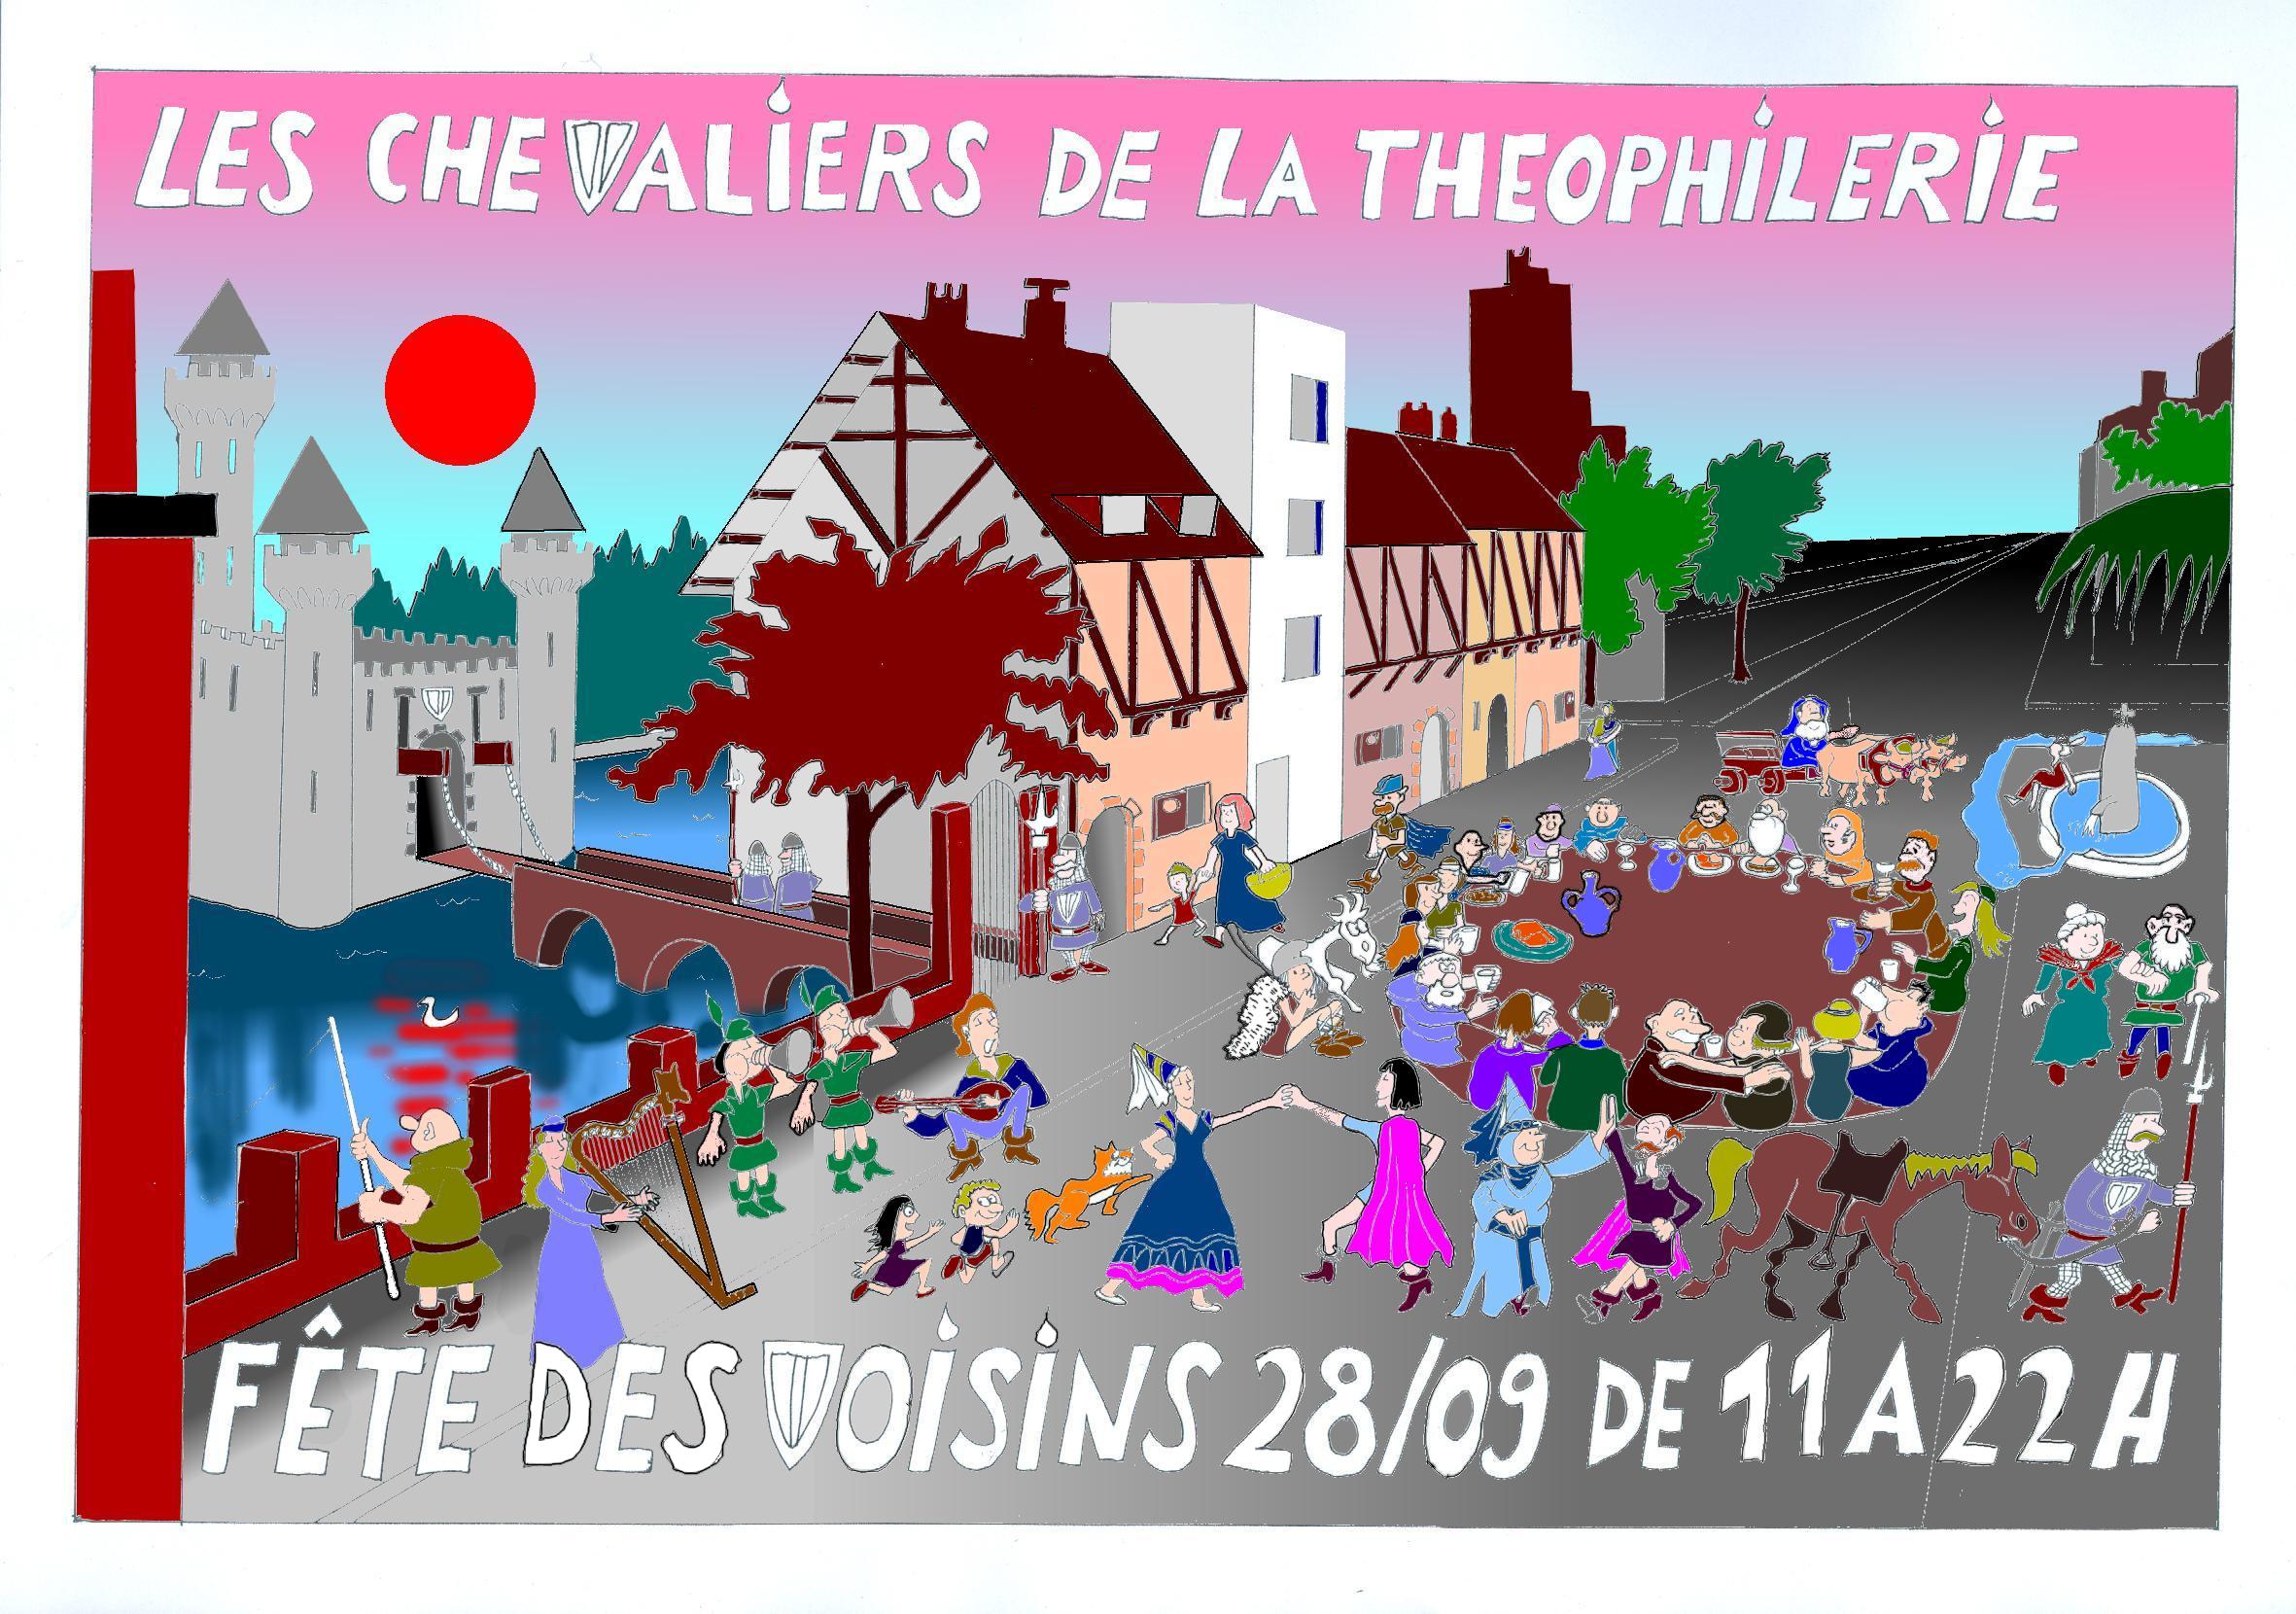 LES CHEVALIERS DE LA THEOPHILERIE
FÊTE DES VOISINS 28/09 DE 11 A 22 H